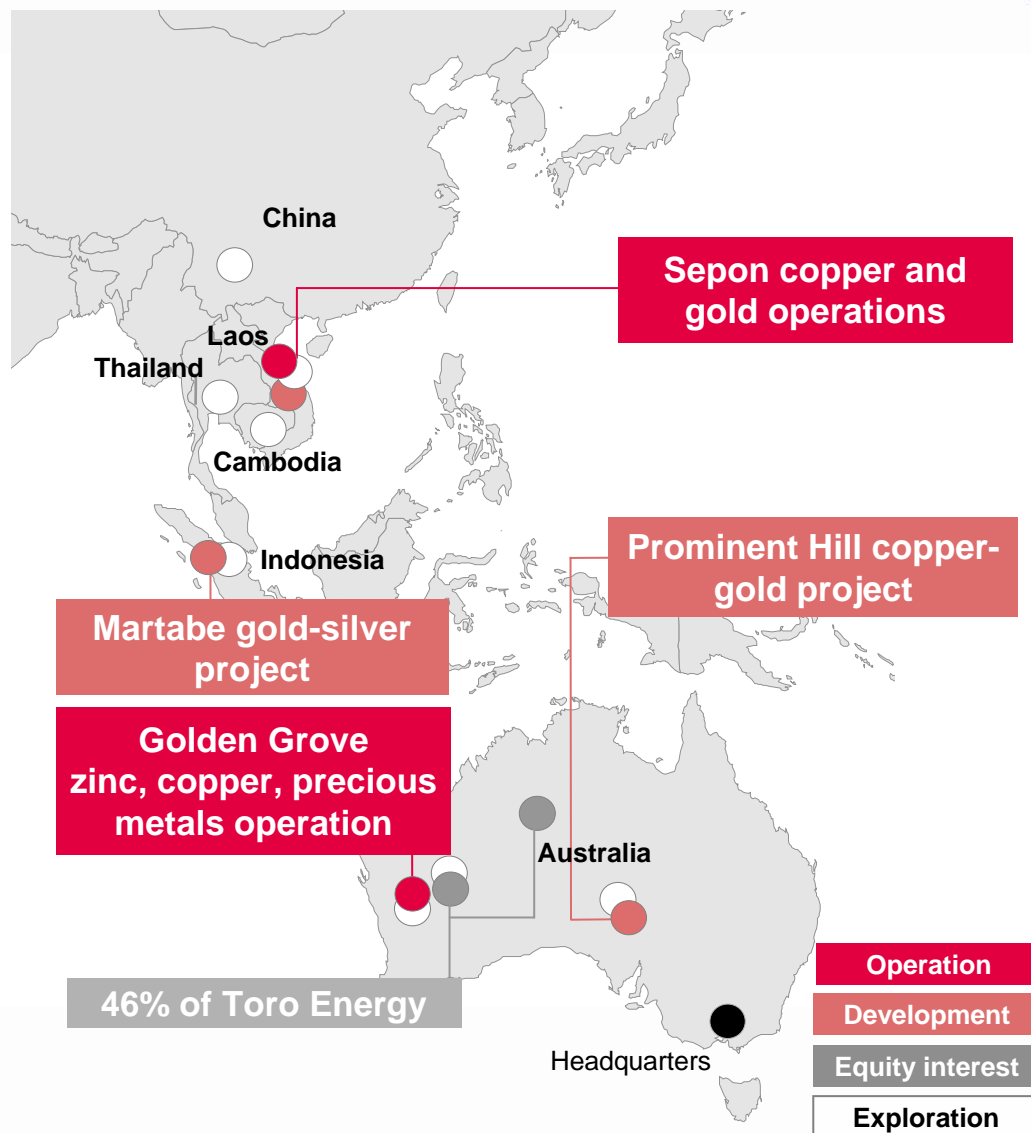 China
Sepon copper and
gold operations
Laos
Thailand
Cambodia
Prominent Hill copper-
gold project
Indonesia
Martabe gold-silver
project
Golden Grove
zinc, copper, precious
metals operation
Australia
46% of Toro Energy
Headquarters
Operation
Development
Equity interest
Exploration